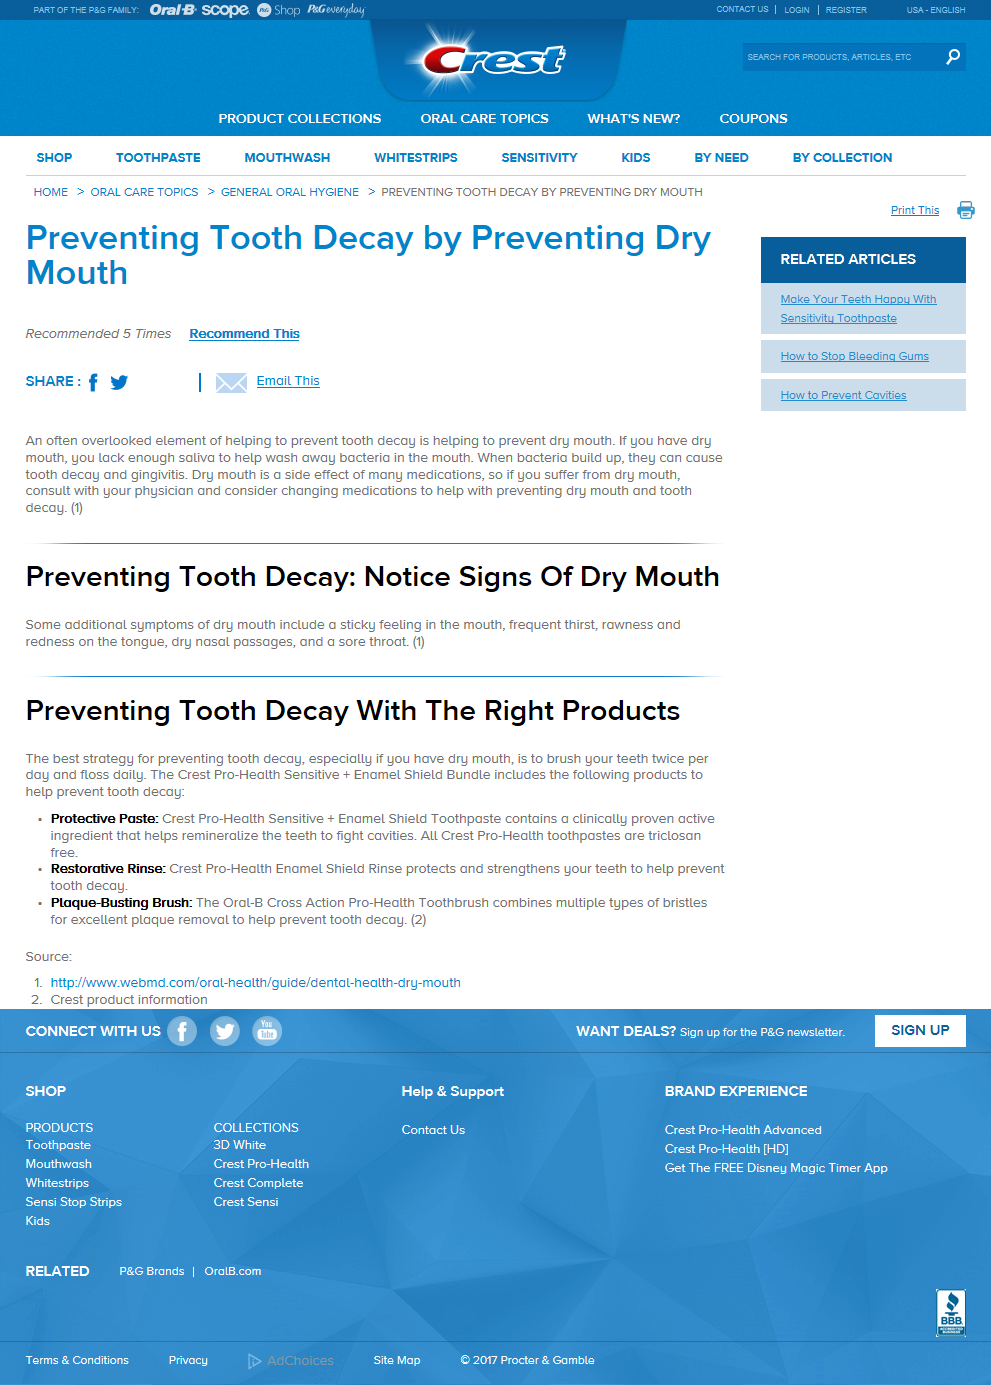 PART OF THE P&G FAMILY: Oral-B scope P&G Shop P&G everyday
CONTACT US | LOGIN | REGISTER USA - ENGLISH
Crest
SEARCH FOR PRODUCTS, ARTICLES, ETC
PRODUCT COLLECTIONS ORAL CARE TOPICS WHAT'S NEW? COUPONS
SHOP TOOTHPASTE MOUTHWASH WHITESTRIPS SENSITIVITY KIDS BY NEED BY COLLECTION
HOME > ORAL CARE TOPICS > GENERAL ORAL HYGIENE > PREVENTING TOOTH DECAY BY PREVENTING DRY MOUTH
Print This
Preventing Tooth Decay by Preventing Dry
Mouth
Recommended 5 Times Recommend This
SHARE : | Email This
RELATED ARTICLES
Make Your Teeth Happy With
Sensitivity Toothpaste
How to Stop Bleeding Gums
How to Prevent Cavities
An often overlooked element of helping to prevent tooth decay is helping to prevent dry mouth. If you have dry
mouth, you lack enough saliva to help wash away bacteria in the mouth. When bacteria build up, they can cause
tooth decay and gingivitis. Dry mouth is a side effect of many medications, so if you suffer from dry mouth,
consult with your physician and consider changing medications to help with preventing dry mouth and tooth
decay. (1)
Preventing Tooth Decay: Notice Signs Of Dry Mouth
Some additional symptoms of dry mouth include a sticky feeling in the mouth, frequent thirst, rawness and
redness on the tongue, dry nasal passages, and a sore throat. (1)
Preventing Tooth Decay With The Right Products
The best strategy for preventing tooth decay, especially if you have dry mouth, is to brush your teeth twice per
day and floss daily. The Crest Pro-Health Sensitive + Enamel Shield Bundle includes the following products to
help prevent tooth decay:
• Protective Paste: Crest Pro-Health Sensitive + Enamel Shield Toothpaste contains a clinically proven active
ingredient that helps remineralize the teeth to fight cavities. All Crest Pro-Health toothpastes are triclosan
free.
• Restorative Rinse: Crest Pro-Health Enamel Shield Rinse protects and strengthens your teeth to help prevent
tooth decay.
• Plaque-Busting Brush: The Oral-B Cross Action Pro-Health Toothbrush combines multiple types of bristles
for excellent plaque removal to help prevent tooth decay. (2)
Source:
1. http://www.webmd.com/oral-health/guide/dental-health-dry-mouth
2. Crest product information
CONNECT WITH US You Tube
WANT DEALS? Sign up for the P&G newsletter. SIGN UP
SHOP
PRODUCTS
Toothpaste
Mouthwash
Whitestrips
Sensi Stop Strips
Kids
COLLECTIONS
3D White
Crest Pro-Health
Crest Complete
Crest Sensi
Help & Support
Contact Us
BRAND EXPERIENCE
Crest Pro-Health Advanced
Crest Pro-Health [HD]
Get The FREE Disney Magic Timer App
RELATED P&G Brands | OralB.com
BBB
ACCREDITED
BUSINESS
Terms & Conditions Privacy AdChoices Site Map © 2017 Procter & Gamble